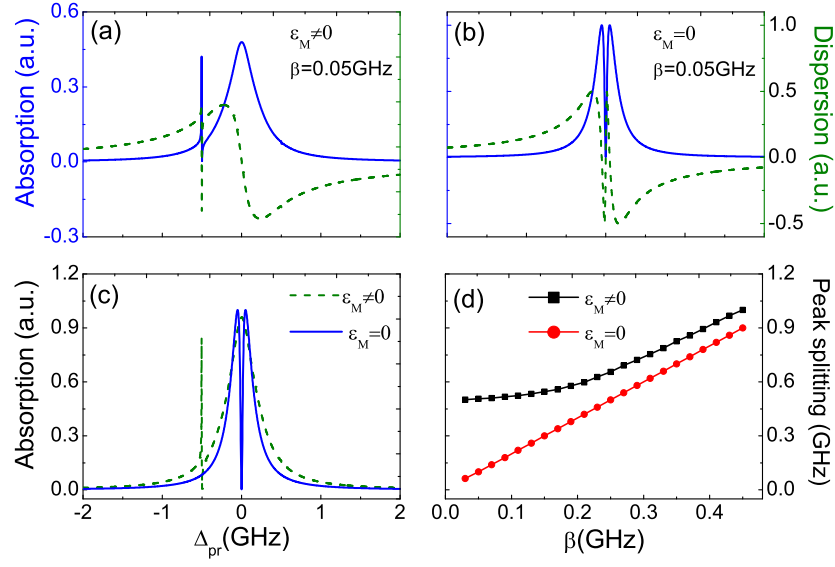 (a)
ε_M≠0
β=0.05GHz
Absorption (a.u.)
0.6
0.3
0.0
-0.3
(b)
ε_M=0
β=0.05GHz
Dispersion (a.u.)
1.0
0.5
0.0
-0.5
(c)
ε_M≠0
ε_M=0
Absorption (a.u.)
1.2
0.9
0.6
0.3
0.0
-2 -1 0 1 2
Δ_pr(GHz)
(d)
ε_M≠0
ε_M=0
Peak splitting (GHz)
1.2
0.9
0.6
0.3
0.0
0.0 0.1 0.2 0.3 0.4
β(GHz)